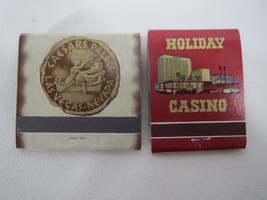 CAESARS PALACE
LAS VEGAS, NEVADA
HOLIDAY
CASINO